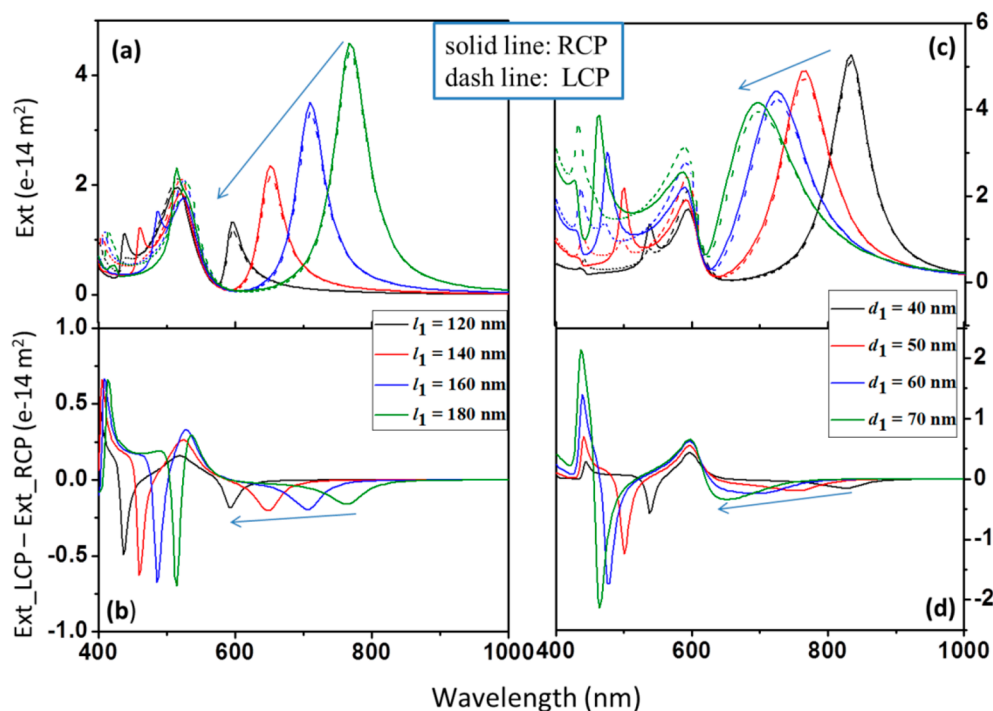 (a)
solid line: RCP
dash line: LCP
(c)
Ext (e-14 m²)
4
2
0
6
5
4
3
2
1
0
l₁ = 120 nm
l₁ = 140 nm
l₁ = 160 nm
l₁ = 180 nm
d₁ = 40 nm
d₁ = 50 nm
d₁ = 60 nm
d₁ = 70 nm
Ext_LCP – Ext_RCP (e-14 m²)
1.0
0.5
0.0
-0.5
-1.0
2
1
0
-1
-2
(b)
(d)
400 600 800 1000
400 600 800 1000
Wavelength (nm)